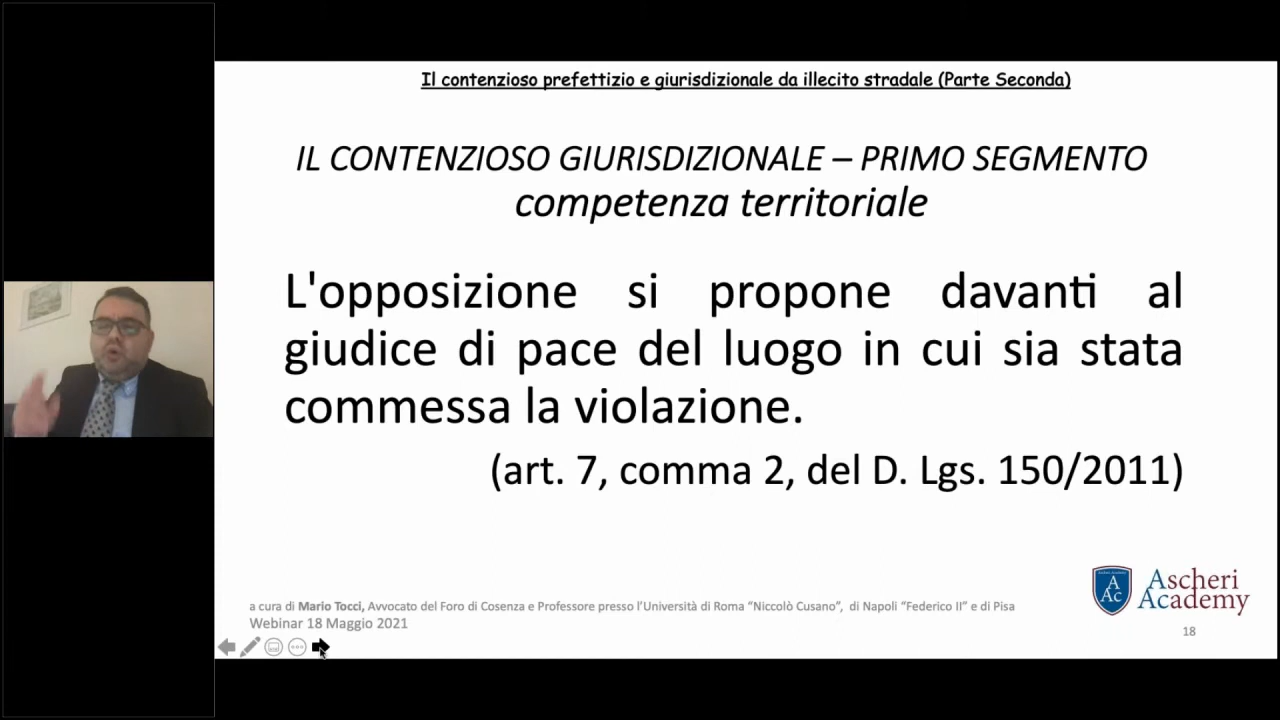 Il contenzioso prefettizio e giurisdizionale da illecito stradale (Parte Seconda)
IL CONTENZIOSO GIURISDIZIONALE – PRIMO SEGMENTO
competenza territoriale
L'opposizione si propone davanti al
giudice di pace del luogo in cui sia stata
commessa la violazione.
(art. 7, comma 2, del D. Lgs. 150/2011)
A
Ac
Ascheri
Academy
a cura di Mario Tocci, Avvocato del Foro di Cosenza e Professore presso l'Università di Roma “Niccolò Cusano”, di Napoli “Federico II” e di Pisa
Webinar 18 Maggio 2021
18